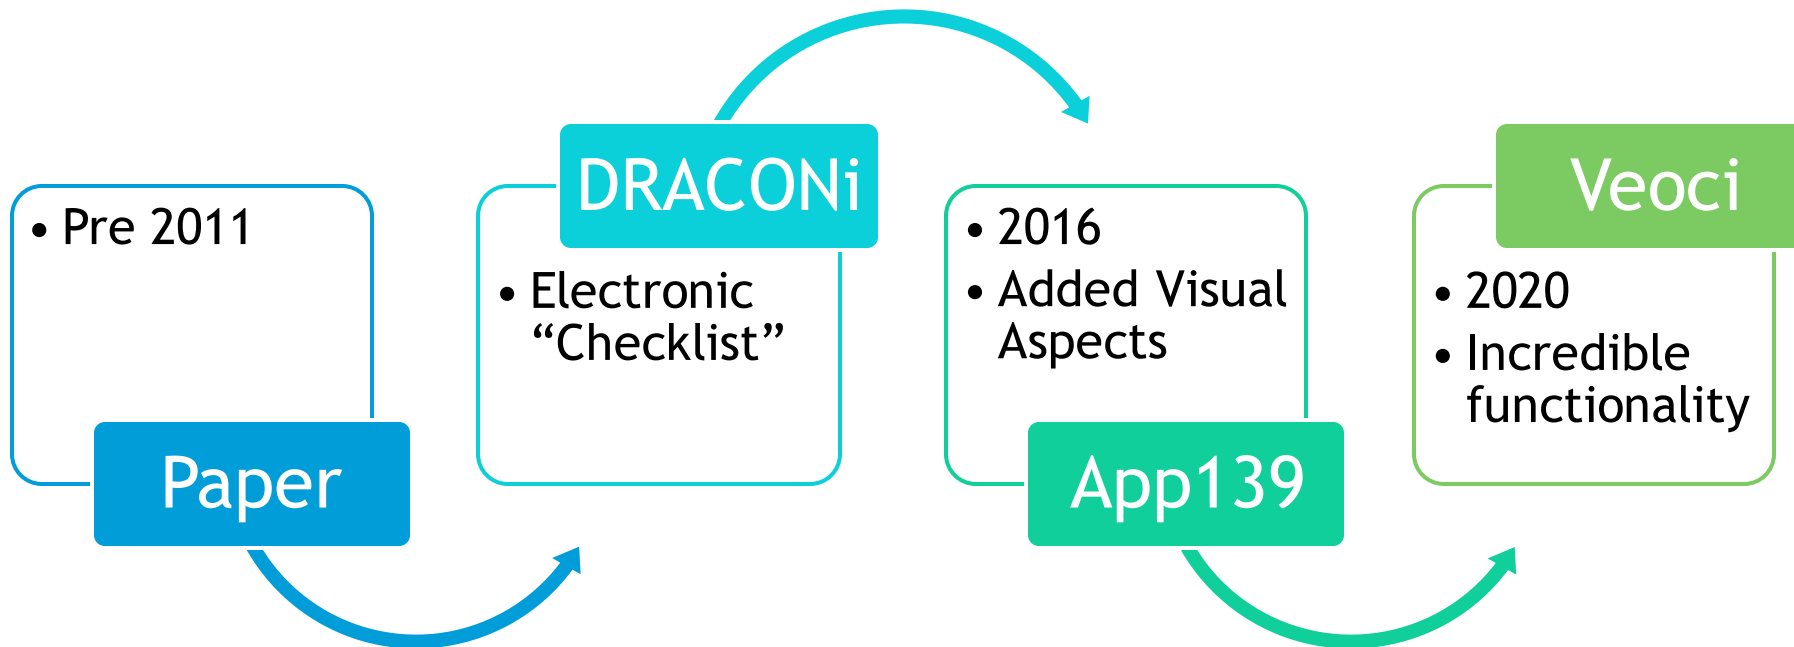 • Pre 2011
Paper
DRACONi
• Electronic
“Checklist”
• 2016
• Added Visual
Aspects
App139
Veoci
• 2020
• Incredible
functionality